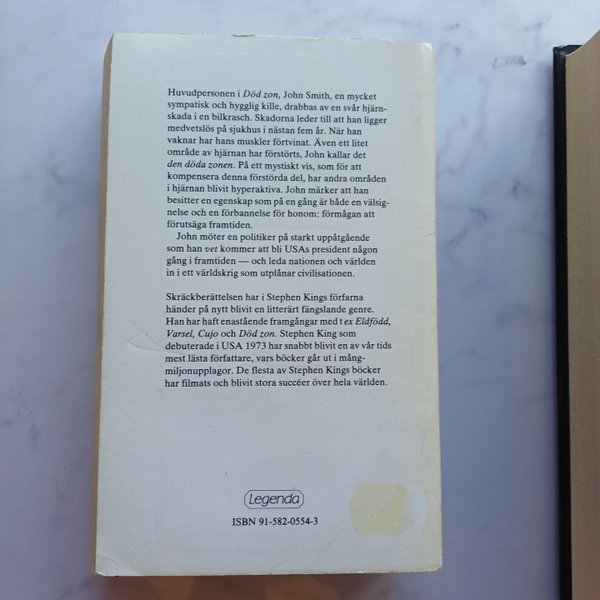 Huvudpersonen i Död zon, John Smith, en mycket
sympatisk och hygglig kille, drabbas av en svår hjärn-
skada i en bilkrasch. Skadorna leder till att han ligger
medvetslös på sjukhus i nästan fem år. När han
vaknar har hans muskler förtvinat. Även ett litet
område av hjärnan har förstörts, John kallar det
den döda zonen. På ett mystiskt vis, som för att
kompensera denna förstörda del, har andra områden
i hjärnan blivit hyperaktiva. John märker att han
besitter en egenskap som på en gång är både en välsig-
nelse och en förbannelse för honom: förmågan att
förutsäga framtiden.
John möter en politiker på starkt uppåtgående
som han vet kommer att bli USAs president någon
gång i framtiden — och leda nationen och världen
in i ett världskrig som utplånar civilisationen.
Skräckberättelsen har i Stephen Kings förfarna
händer på nytt blivit en litterärt fängslande genre.
Han har haft enastående framgångar med t ex Eldfödd,
Varsel, Cujo och Död zon. Stephen King som
debuterade i USA 1973 har snabbt blivit en av vår tids
mest lästa författare, vars böcker går ut i mång-
miljonupplagor. De flesta av Stephen Kings böcker
har filmats och blivit stora succéer över hela världen.
Legenda
ISBN 91-582-0554-3